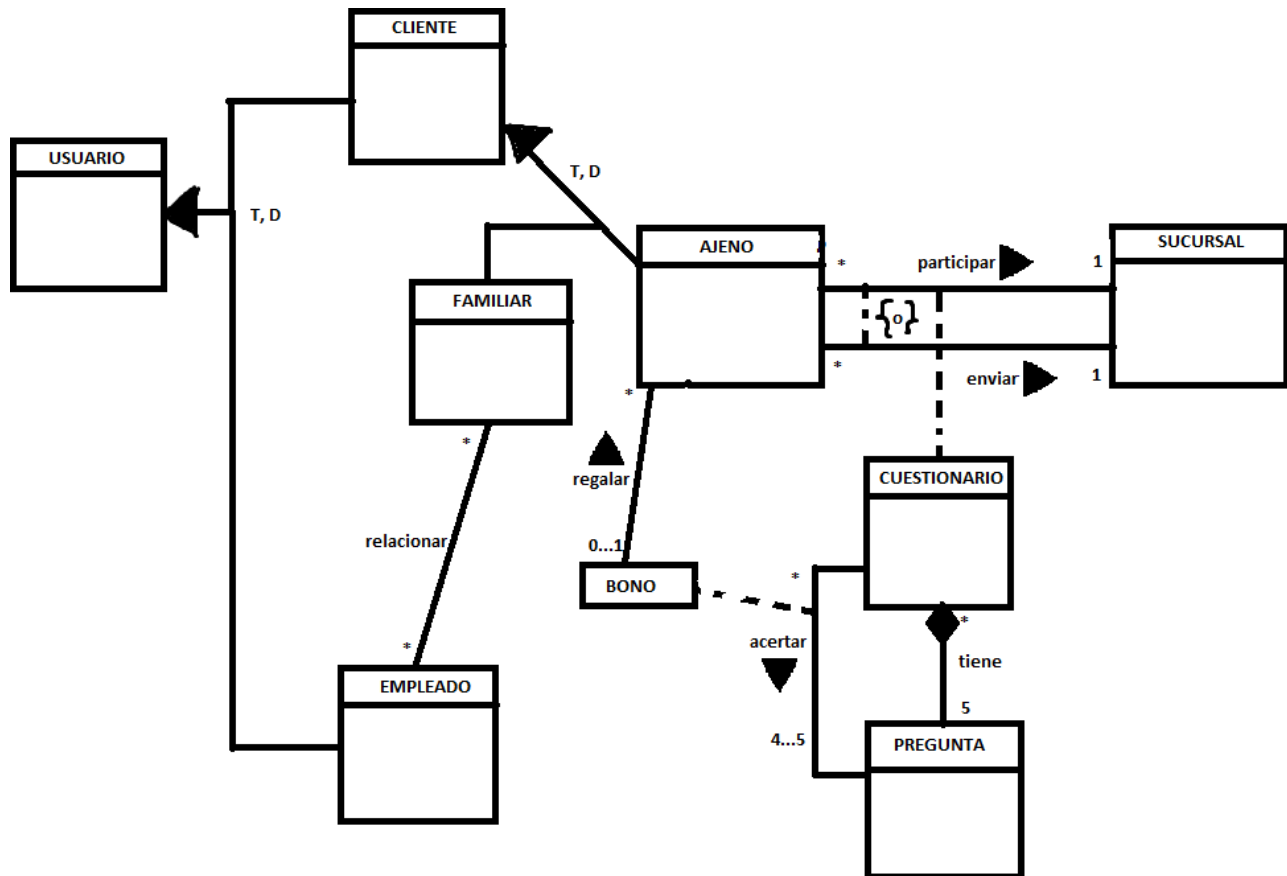 CLIENTE
USUARIO
T, D
T, D
AJENO
SUCURSAL
*
participar
1
FAMILIAR
{o}
*
enviar
1
*
*
regalar
CUESTIONARIO
relacionar
0...1
BONO
*
*
acertar
tiene
*
EMPLEADO
5
4...5
PREGUNTA